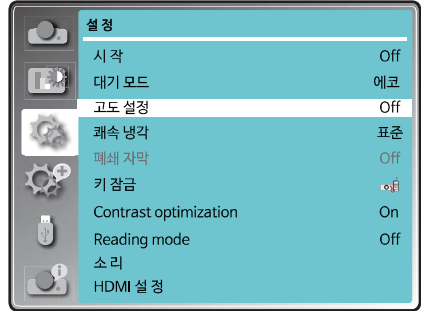 설 정
시 작 Off
대기 모드 에코
고도 설정 Off
쾌속 냉각 표준
폐쇄 자막 Off
키 잠금
Contrast optimization On
Reading mode Off
소 리
HDMI 설 정